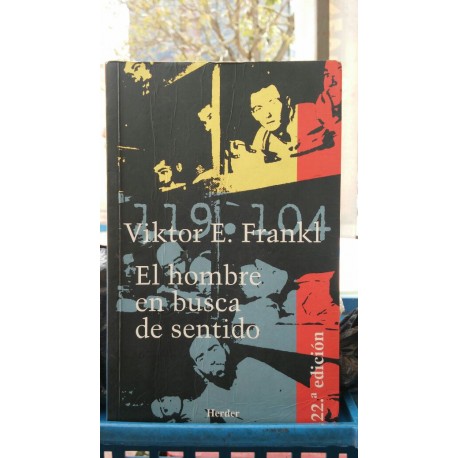 119.104
Viktor E. Frankl
El hombre
en busca
de sentido
22.ª edición
Herder